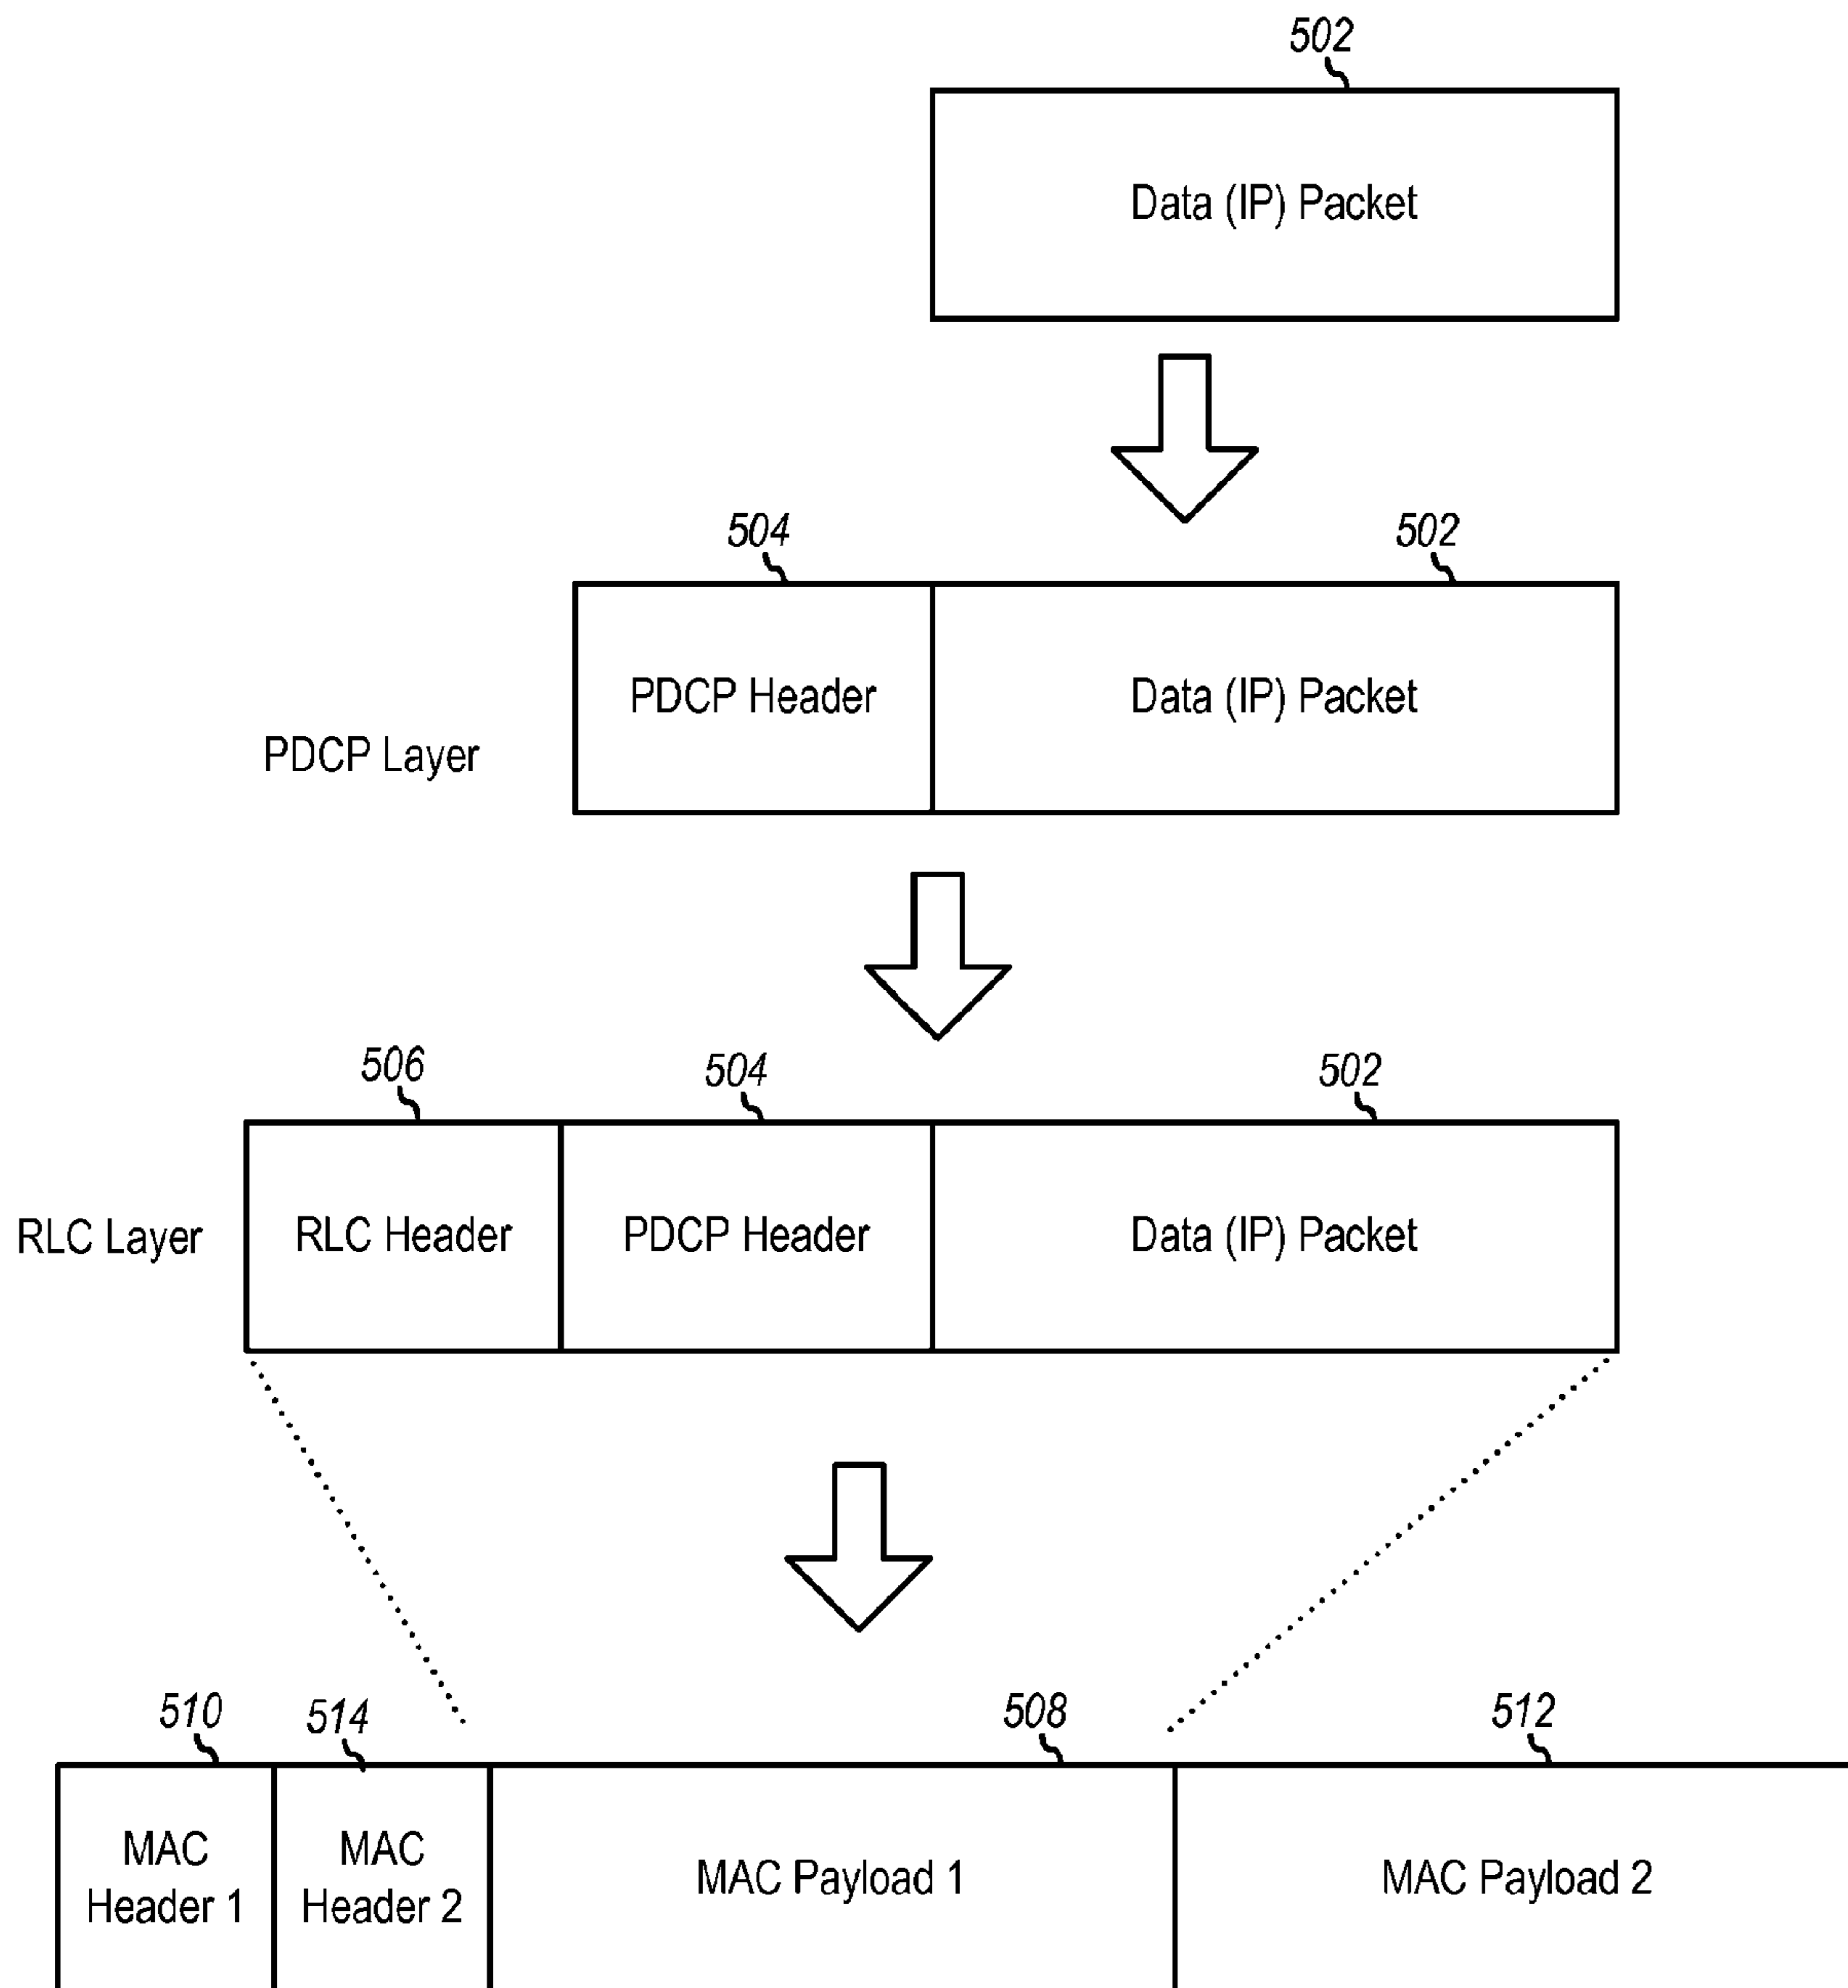 502
Data (IP) Packet
504
502
PDCP Header
Data (IP) Packet
PDCP Layer
506
504
502
RLC Layer
RLC Header
PDCP Header
Data (IP) Packet
510
514
508
512
MAC
Header 1
MAC
Header 2
MAC Payload 1
MAC Payload 2